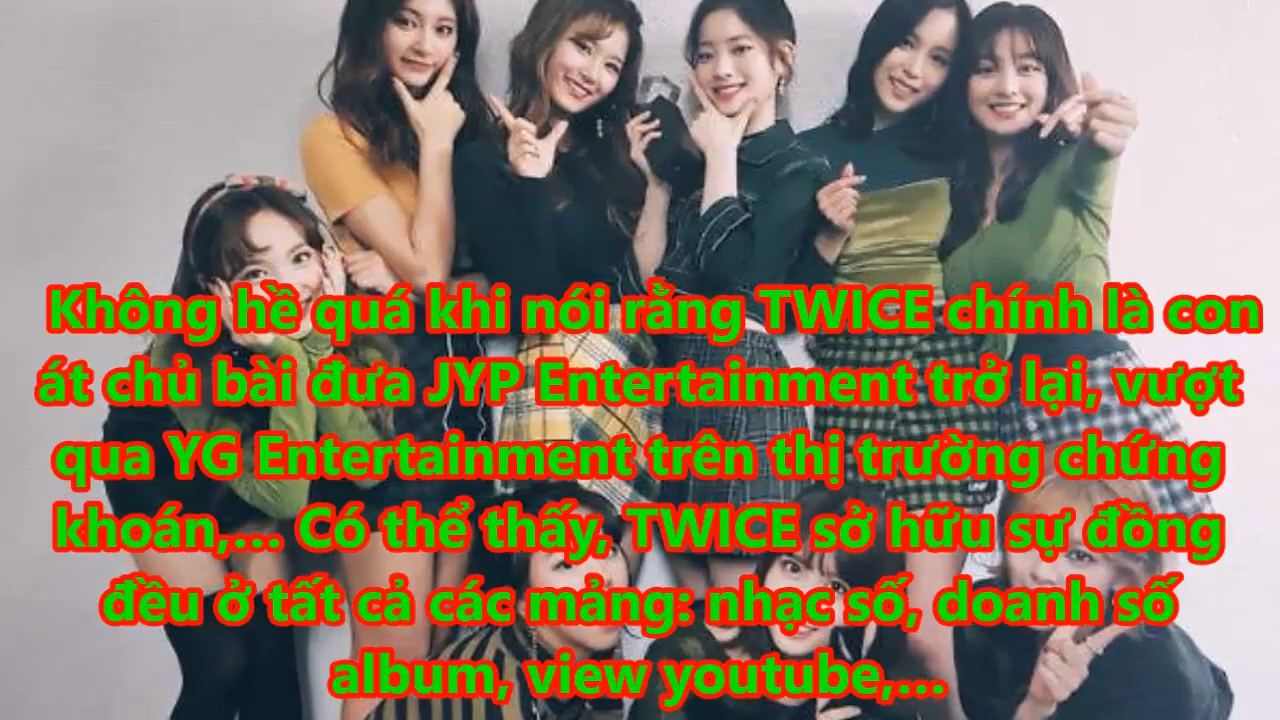 Không hề quá khi nói rằng TWICE chính là con
át chủ bài đưa JYP Entertainment trở lại, vượt
qua YG Entertainment trên thị trường chứng
khoán,... Có thể thấy, TWICE sở hữu sự đồng
đều ở tất cả các mảng: nhạc số, doanh số
album, view youtube,...